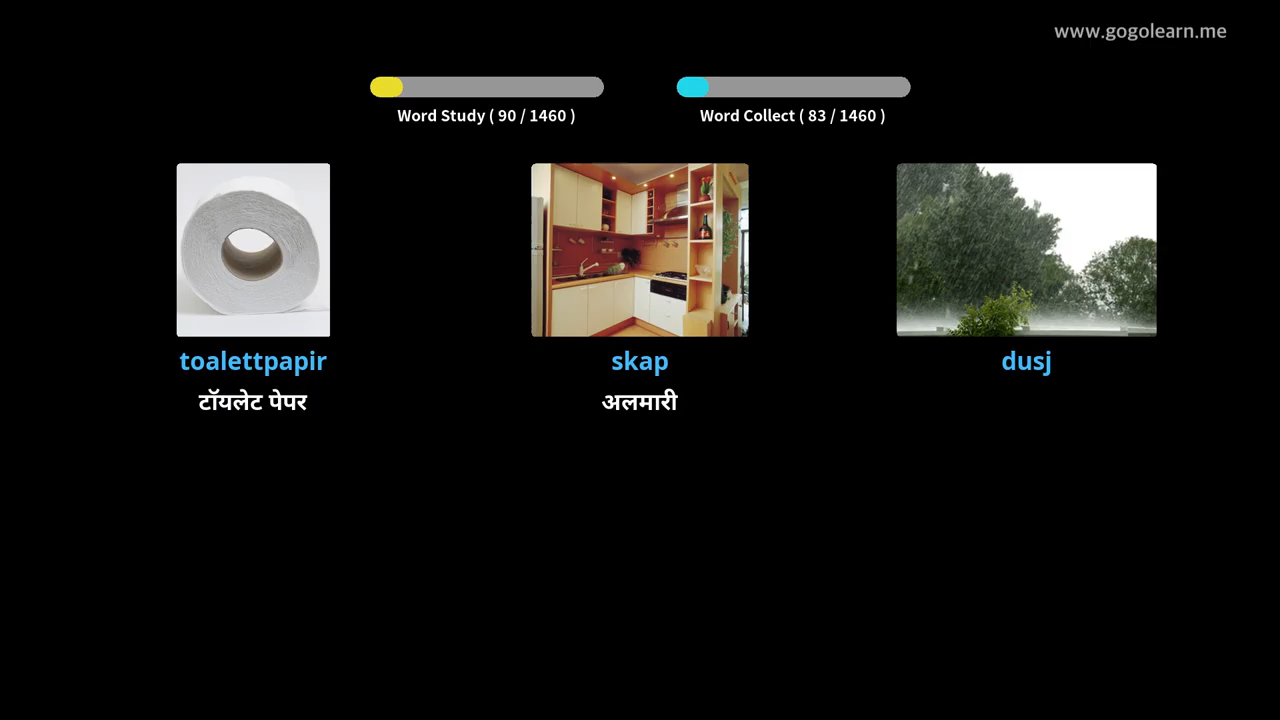 www.gogolearn.me
Word Study ( 90 / 1460 )
Word Collect ( 83 / 1460 )
toalettpapir
skap
dusj
टॉयलेट पेपर
अलमारी